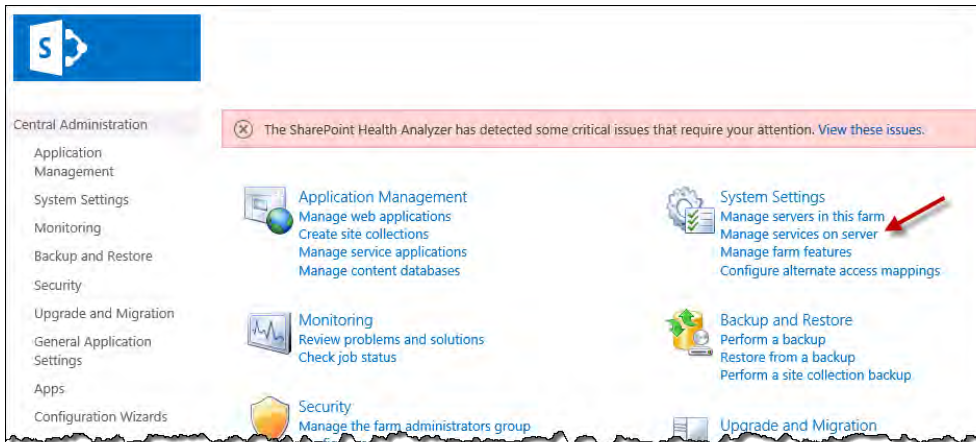 S
The SharePoint Health Analyzer has detected some critical issues that require your attention. View these issues.
Central Administration
Application
Management
System Settings
Monitoring
Backup and Restore
Security
Upgrade and Migration
General Application
Settings
Apps
Configuration Wizards
Application Management
Manage web applications
Create site collections
Manage service applications
Manage content databases
System Settings
Manage servers in this farm
Manage services on server
Manage farm features
Configure alternate access mappings
Monitoring
Review problems and solutions
Check job status
Backup and Restore
Perform a backup
Restore from a backup
Perform a site collection backup
Security
Manage the farm administrators group
Upgrade and Migration